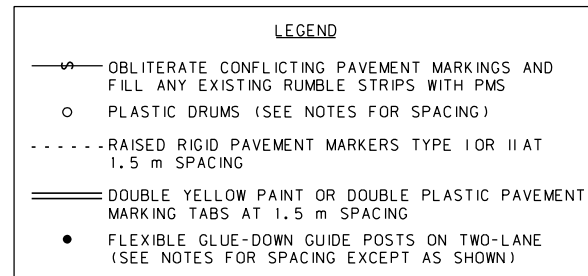 LEGEND
OBLITERATE CONFLICTING PAVEMENT MARKINGS AND
FILL ANY EXISTING RUMBLE STRIPS WITH PMS
PLASTIC DRUMS (SEE NOTES FOR SPACING)
RAISED RIGID PAVEMENT MARKERS TYPE I OR II AT
1.5 m SPACING
DOUBLE YELLOW PAINT OR DOUBLE PLASTIC PAVEMENT
MARKING TABS AT 1.5 m SPACING
FLEXIBLE GLUE-DOWN GUIDE POSTS ON TWO-LANE
(SEE NOTES FOR SPACING EXCEPT AS SHOWN)